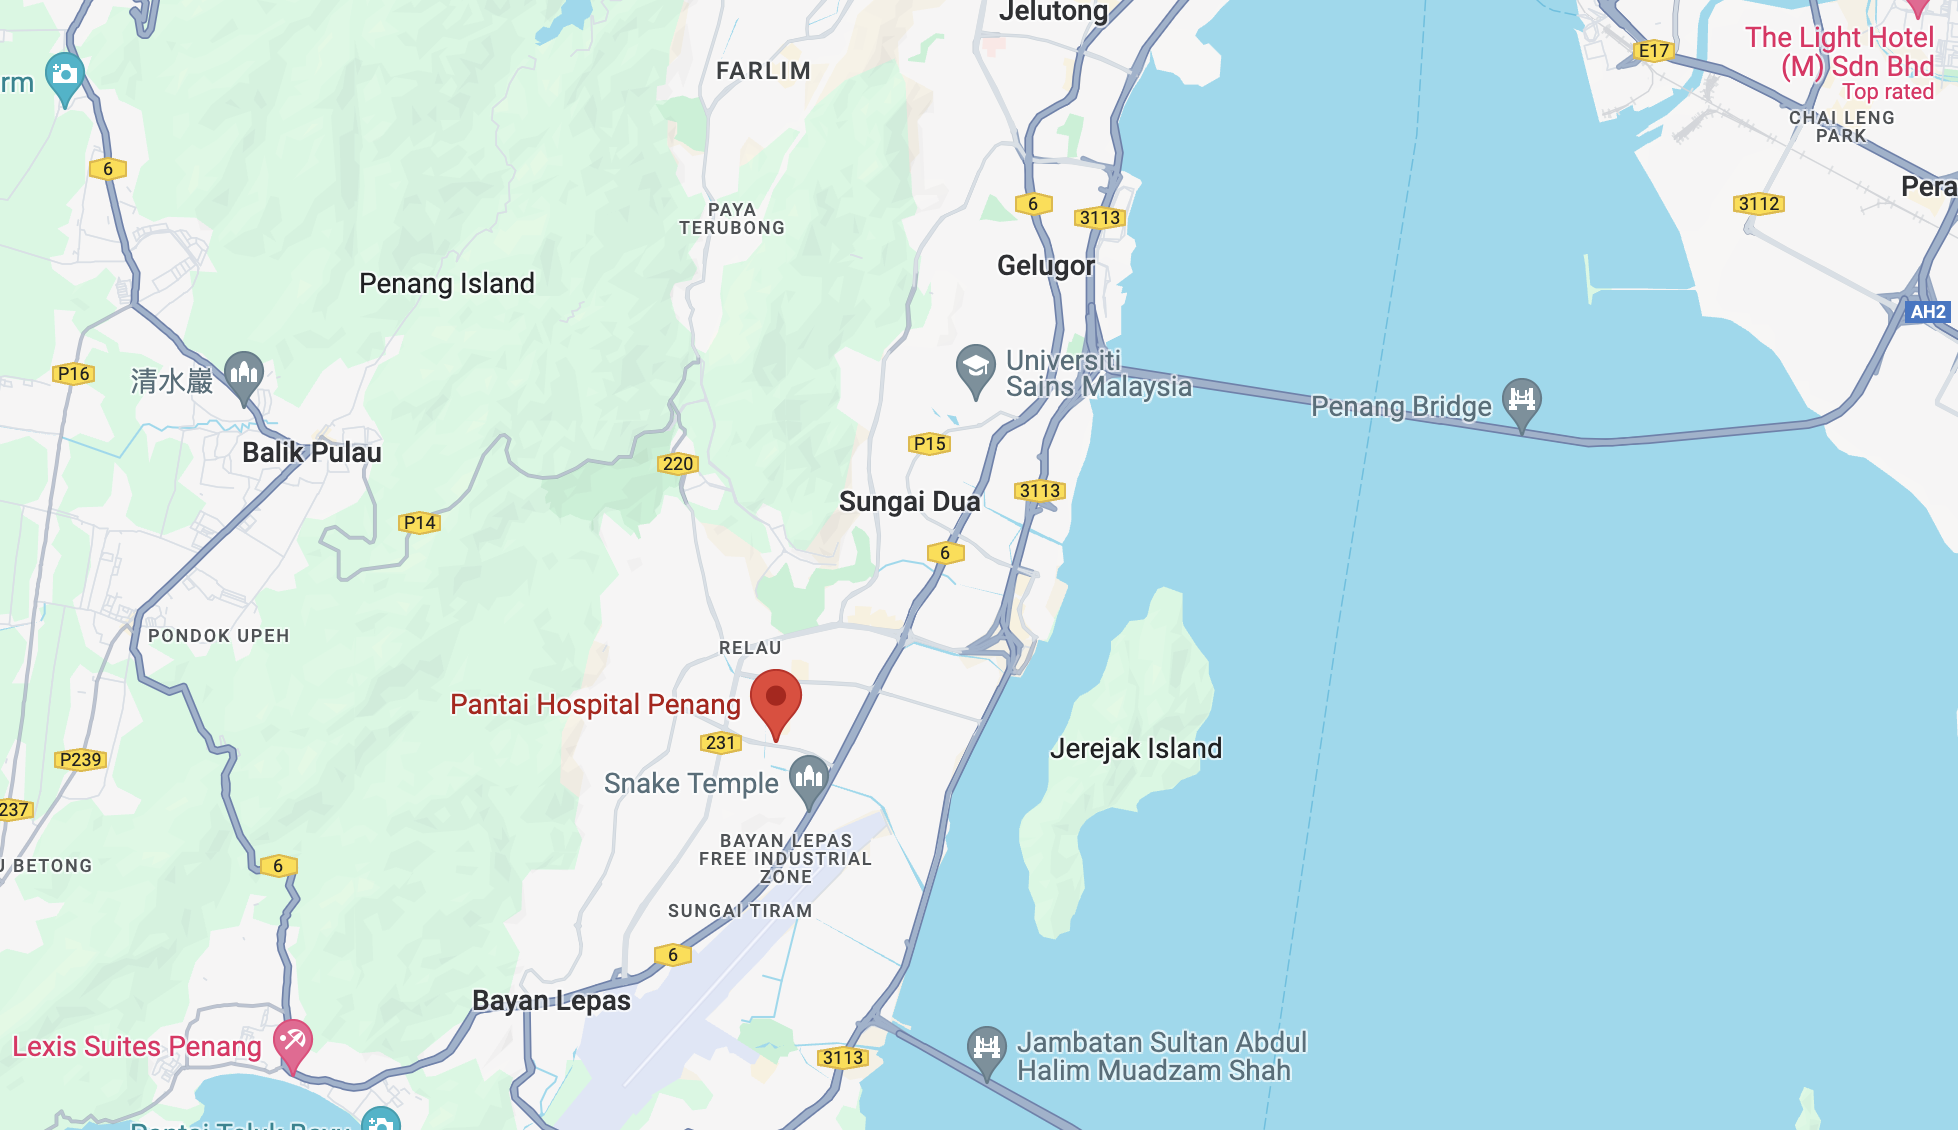 Jelutong
The Light Hotel
(M) Sdn Bhd
Top rated
E17
FARLIM
rm
CHAI LENG
PARK
6
Pera
PAYA
TERUBONG
6
3113
3112
Gelugor
Penang Island
AH2
P16
清水巖
Universiti
Sains Malaysia
Penang Bridge
P15
Balik Pulau
220
3113
Sungai Dua
P14
6
PONDOK UPEH
RELAU
Pantai Hospital Penang
231
Jerejak Island
P239
Snake Temple
237
BAYAN LEPAS
FREE INDUSTRIAL
ZONE
J BETONG
6
SUNGAI TIRAM
6
Bayan Lepas
Lexis Suites Penang
Jambatan Sultan Abdul
Halim Muadzam Shah
3113